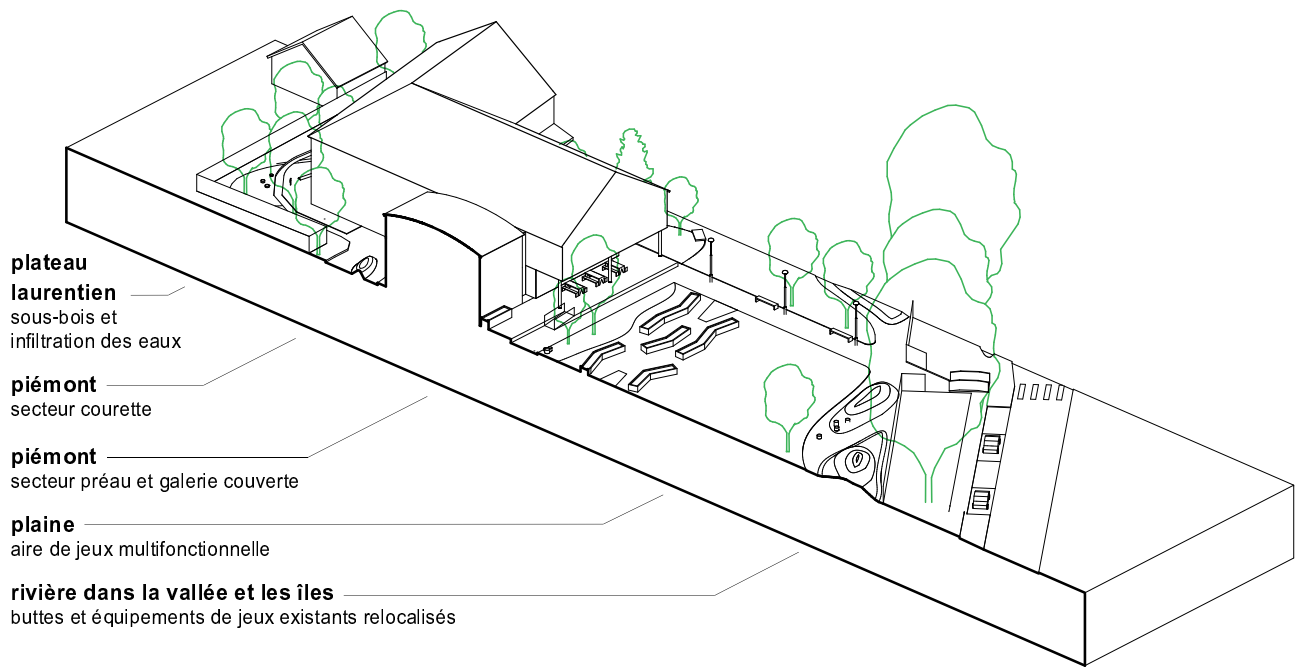 plateau
laurentien
sous-bois et
infiltration des eaux
piémont
secteur courette
piémont
secteur préau et galerie couverte
plaine
aire de jeux multifonctionnelle
rivière dans la vallée et les îles
buttes et équipements de jeux existants relocalisés